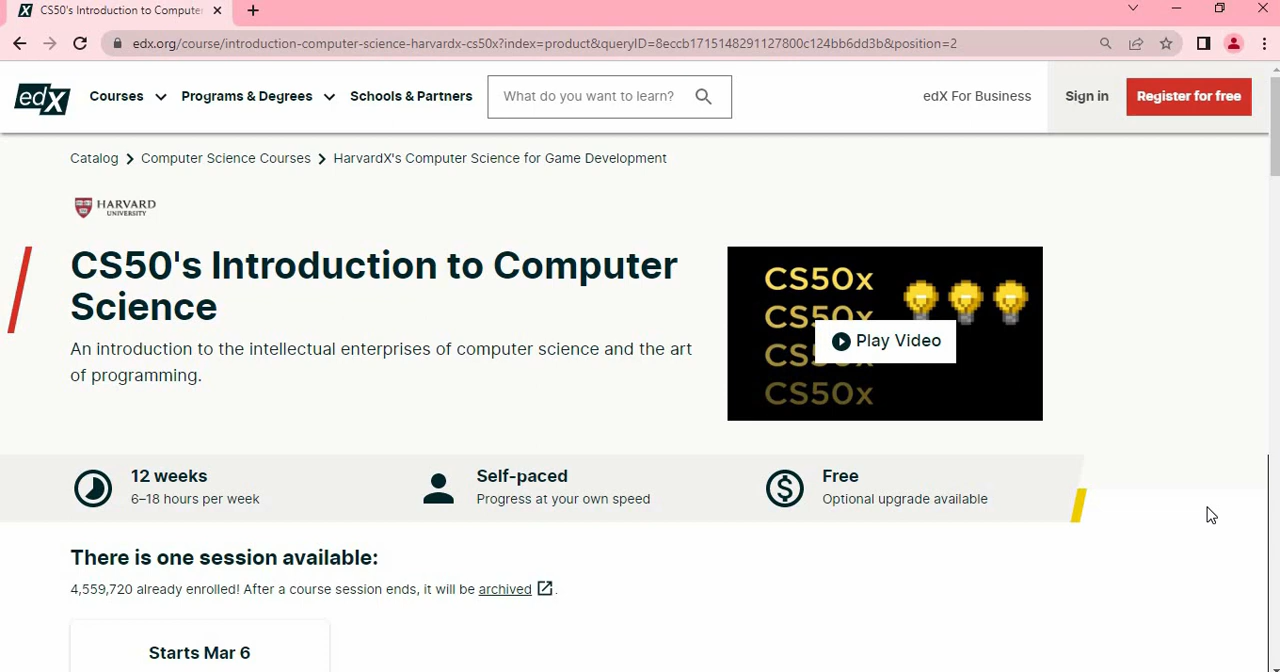 CS50's Introduction to Compute
edx.org/course/introduction-computer-science-harvardx-cs50x?index=product&queryID=8eccb1715148291127800c124bb6dd3b&position=2
edX Courses Programs & Degrees Schools & Partners What do you want to learn? edX For Business Sign in Register for free
Catalog Computer Science Courses HarvardX's Computer Science for Game Development
HARVARD
UNIVERSITY
CS50's Introduction to Computer
Science
An introduction to the intellectual enterprises of computer science and the art
of programming.
CS50x
CS50x
CS50x
CS50x
Play Video
12 weeks
6–18 hours per week
Self-paced
Progress at your own speed
Free
Optional upgrade available
There is one session available:
4,559,720 already enrolled! After a course session ends, it will be archived.
Starts Mar 6